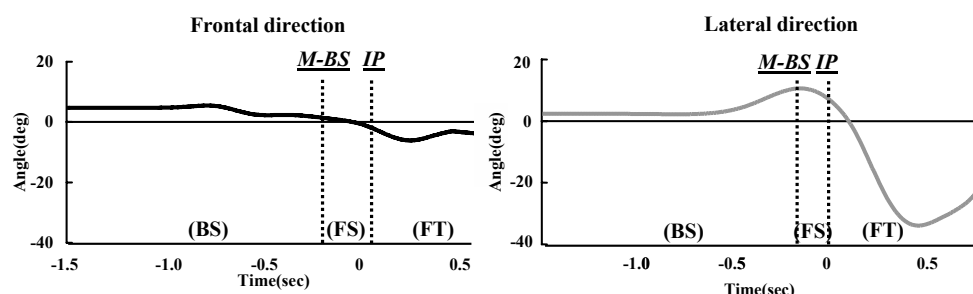 Frontal direction
M-BS IP
20
0
-20
-40
Angle(deg)
(BS) (FS) (FT)
-1.5 -1.0 -0.5 0 0.5
Time(sec)
Lateral direction
M-BS IP
20
0
-20
-40
Angle(deg)
(BS) (FS) (FT)
-1.0 -0.5 0 0.5
Time(sec)